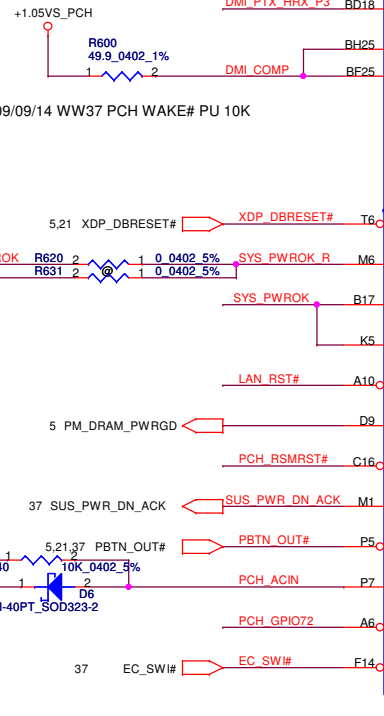 DMI_PTX_HRX_P3 BD18
+1.05VS_PCH
R600
49.9_0402_1%
BH25
1 2 DMI_COMP BF25
09/09/14 WW37 PCH WAKE# PU 10K
5,21 XDP_DBRESET# XDP_DBRESET# T6
ROK R620 2 1 0_0402_5% SYS_PWROK_R M6
R631 2 @ 1 0_0402_5%
SYS_PWROK B17
K5
LAN_RST# A10
5 PM_DRAM_PWRGD D9
PCH_RSMRST# C16
37 SUS_PWR_DN_ACK SUS_PWR_DN_ACK M1
5,21,37 PBTN_OUT# PBTN_OUT# P5
1 2
40 10K_0402_5%
1 2 PCH_ACIN P7
D6
-40PT_SOD323-2
PCH_GPIO72 A6
37 EC_SWI# EC_SWI# F14